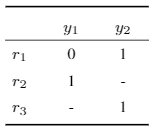 y₁ y₂
r₁ 0 1
r₂ 1 -
r₃ - 1